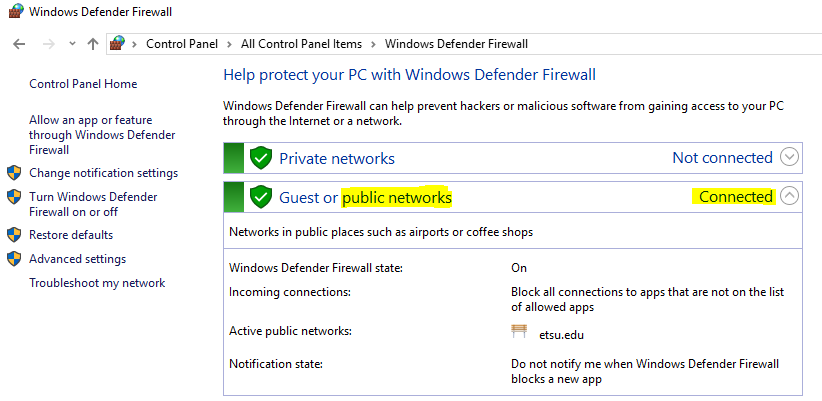 Windows Defender Firewall
Control Panel > All Control Panel Items > Windows Defender Firewall
Control Panel Home
Allow an app or feature
through Windows Defender
Firewall
Change notification settings
Turn Windows Defender
Firewall on or off
Restore defaults
Advanced settings
Troubleshoot my network
Help protect your PC with Windows Defender Firewall
Windows Defender Firewall can help prevent hackers or malicious software from gaining access to your PC
through the Internet or a network.
Private networks Not connected
Guest or public networks Connected
Networks in public places such as airports or coffee shops
Windows Defender Firewall state: On
Incoming connections: Block all connections to apps that are not on the list
of allowed apps
Active public networks: etsu.edu
Notification state: Do not notify me when Windows Defender Firewall
blocks a new app